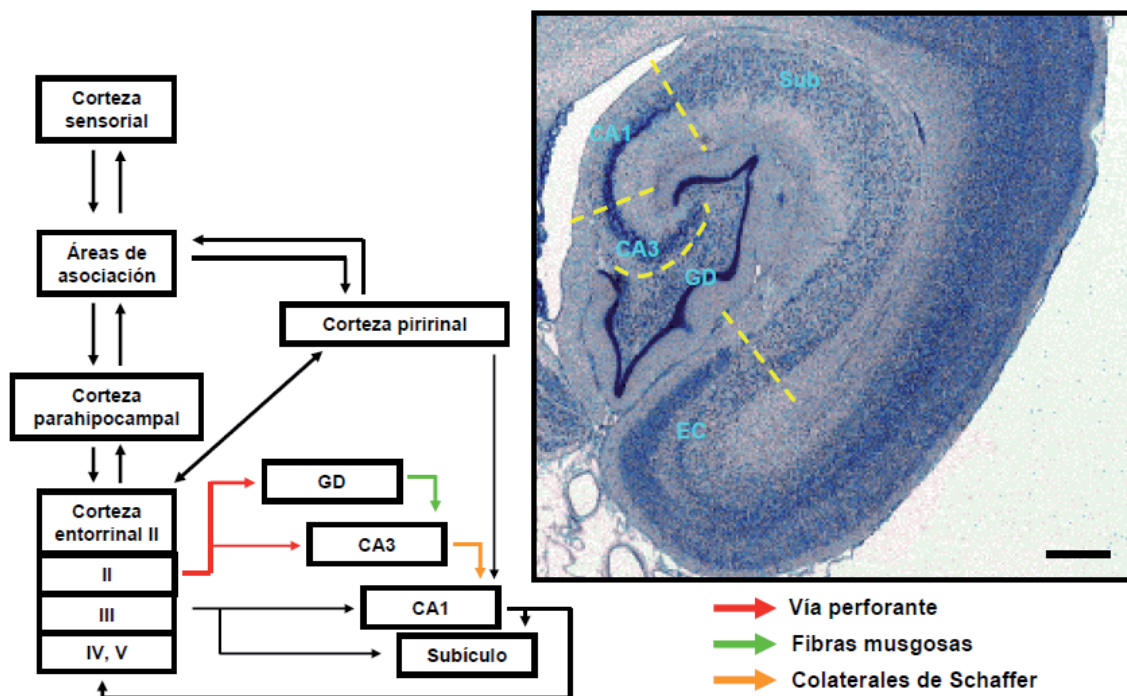 Corteza
sensorial
Áreas de
asociación
Corteza piririnal
Corteza
parahipocampal
Corteza
entorrinal II
II
III
IV, V
GD
CA3
CA1
Subículo
Sub
CA1
CA3
GD
EC
Vía perforante
Fibras musgosas
Colaterales de Schaffer